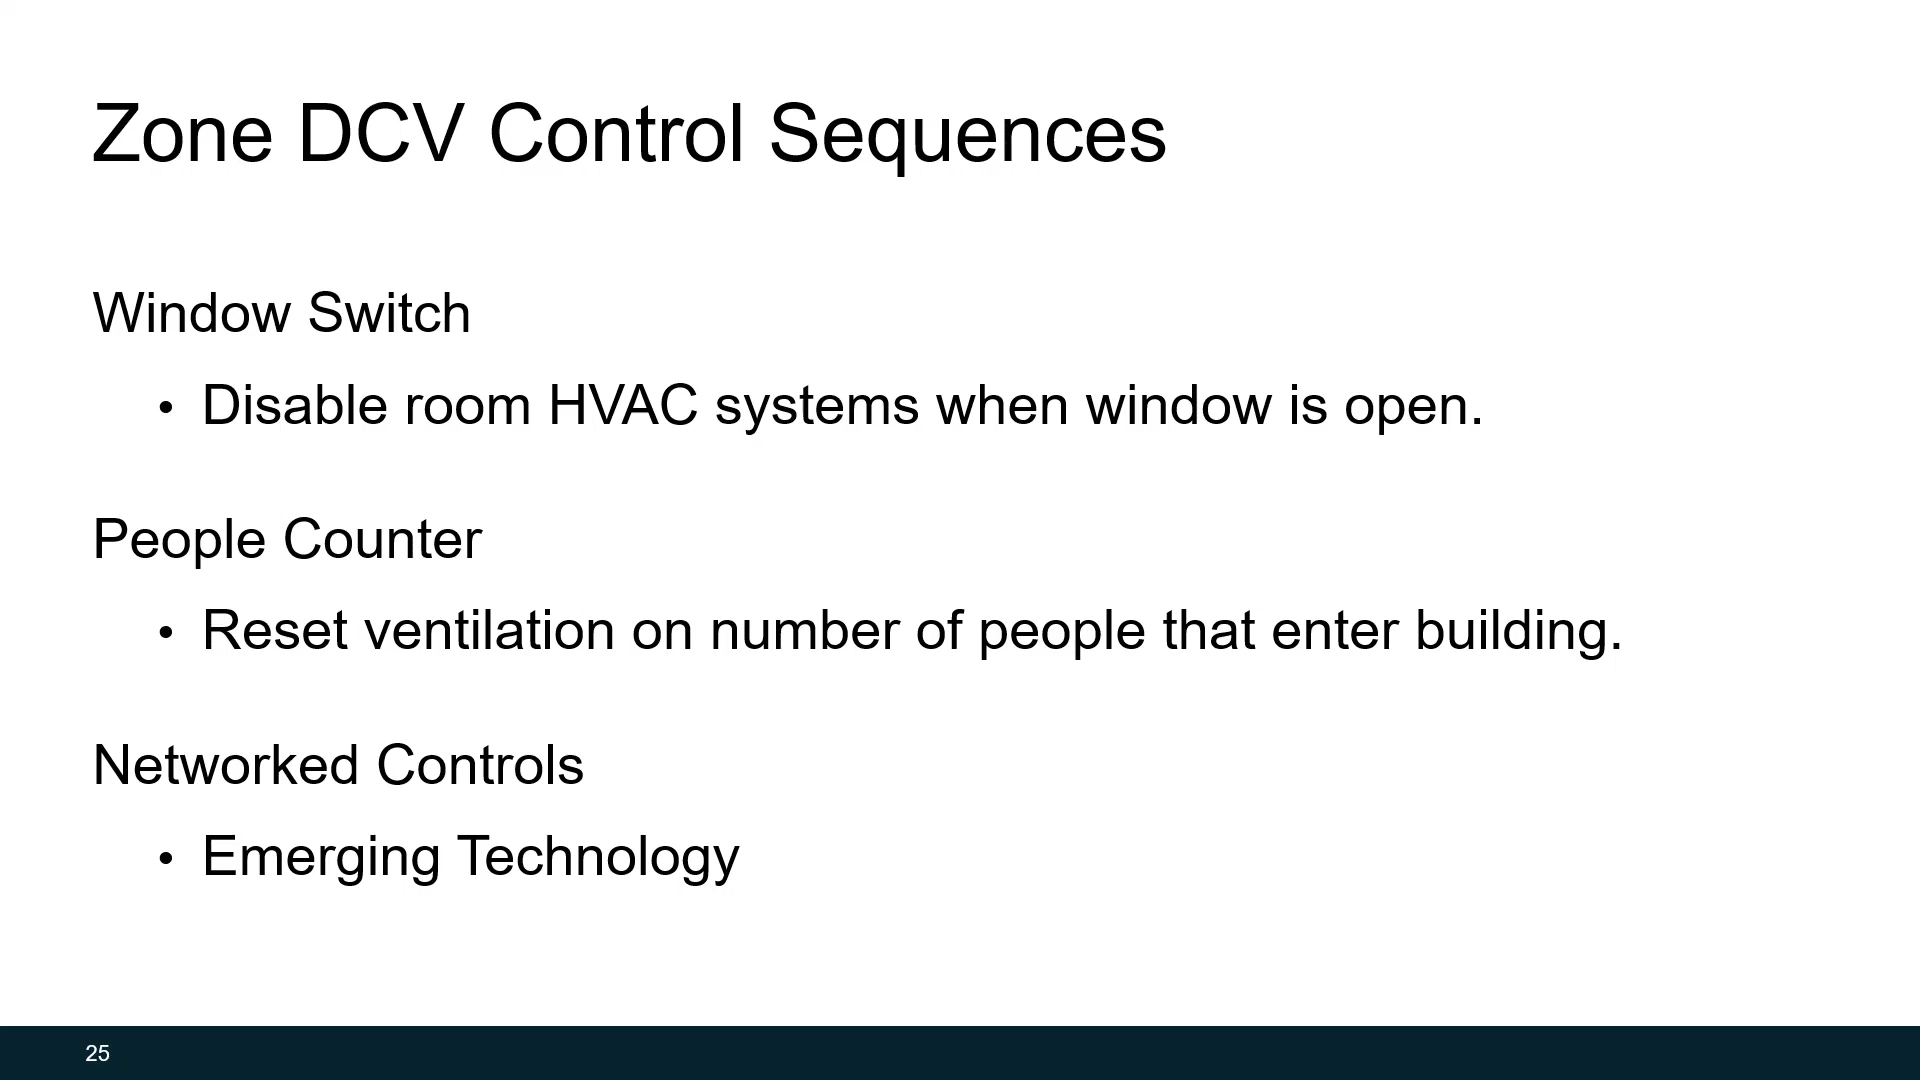 Zone DCV Control Sequences
Window Switch
• Disable room HVAC systems when window is open.
People Counter
• Reset ventilation on number of people that enter building.
Networked Controls
• Emerging Technology
25